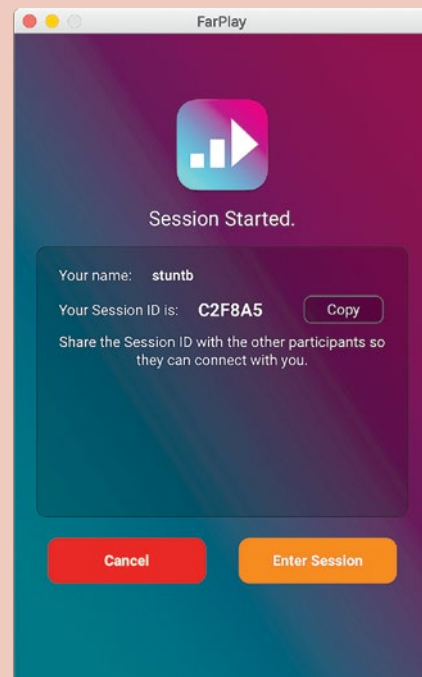 FarPlay
Session Started.
Your name: stuntb
Your Session ID is: C2F8A5 Copy
Share the Session ID with the other participants so
they can connect with you.
Cancel Enter Session